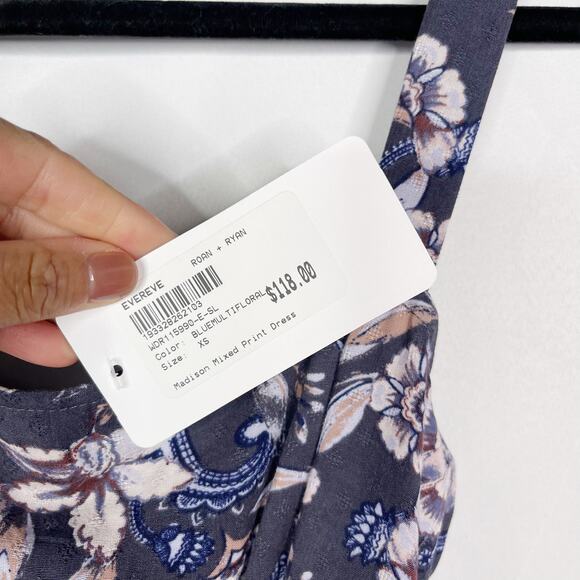 EVEREVE ROAN + RYAN
193328262103
WDR115990-E-SL
Color: BLUEMULTIFLORAL
Size: XS
$118.00
Madison Mixed Print Dress